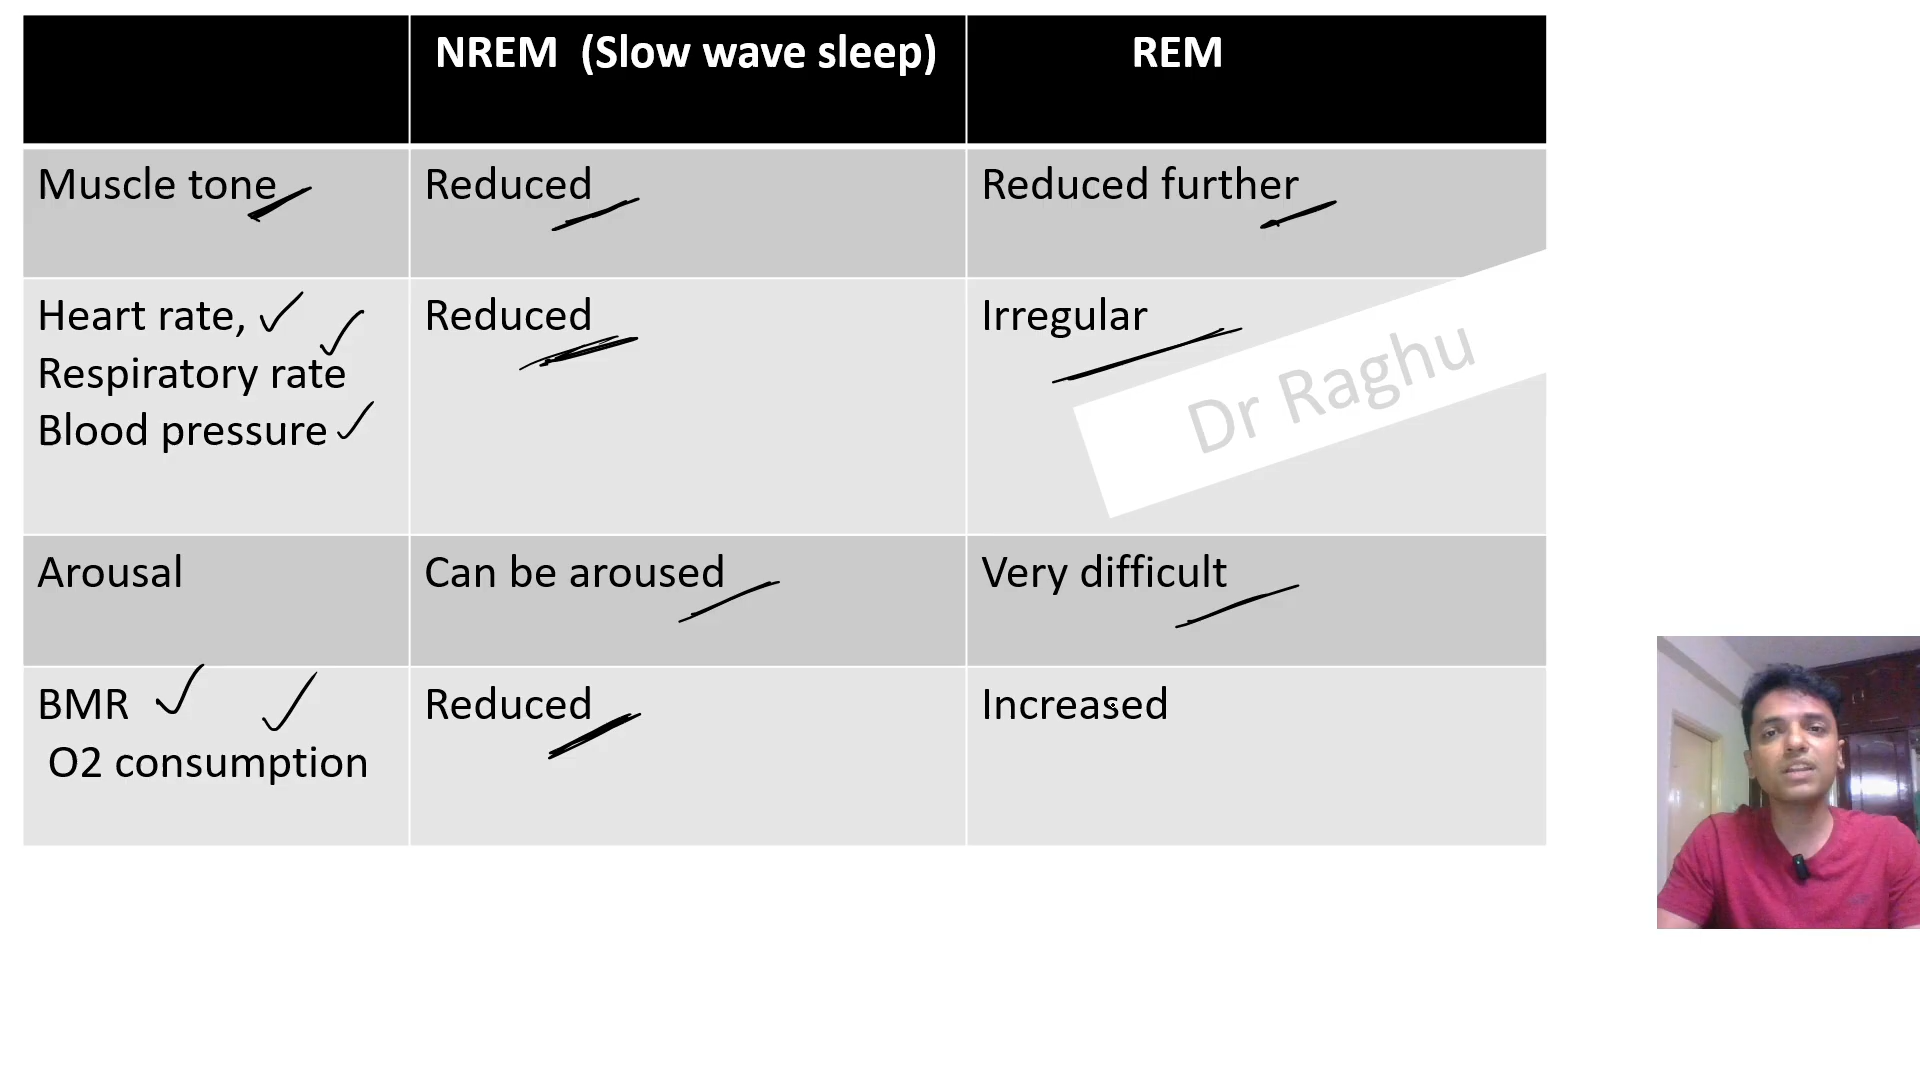 NREM (Slow wave sleep)
REM
Muscle tone
Reduced
Reduced further
Heart rate,
Respiratory rate
Blood pressure
Reduced
Irregular
Dr Raghu
Arousal
Can be aroused
Very difficult
BMR
O2 consumption
Reduced
Increased